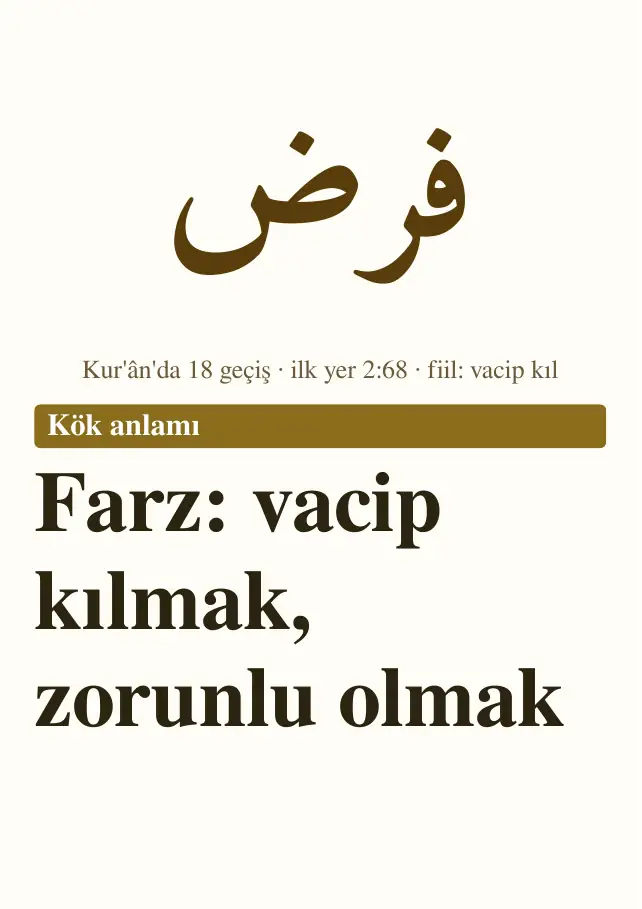 فرض
Kur'ân'da 18 geçiş · ilk yer 2:68 · fiil: vacip kıl
Kök anlamı
Farz: vacip
kılmak,
zorunlu olmak